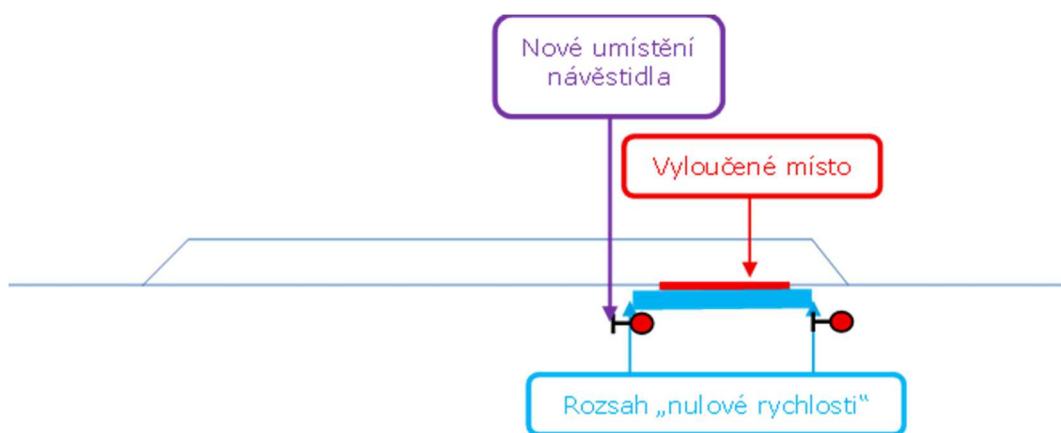 Nové umístění
návěstidla
Vyloučené místo
Rozsah „nulové rychlosti“